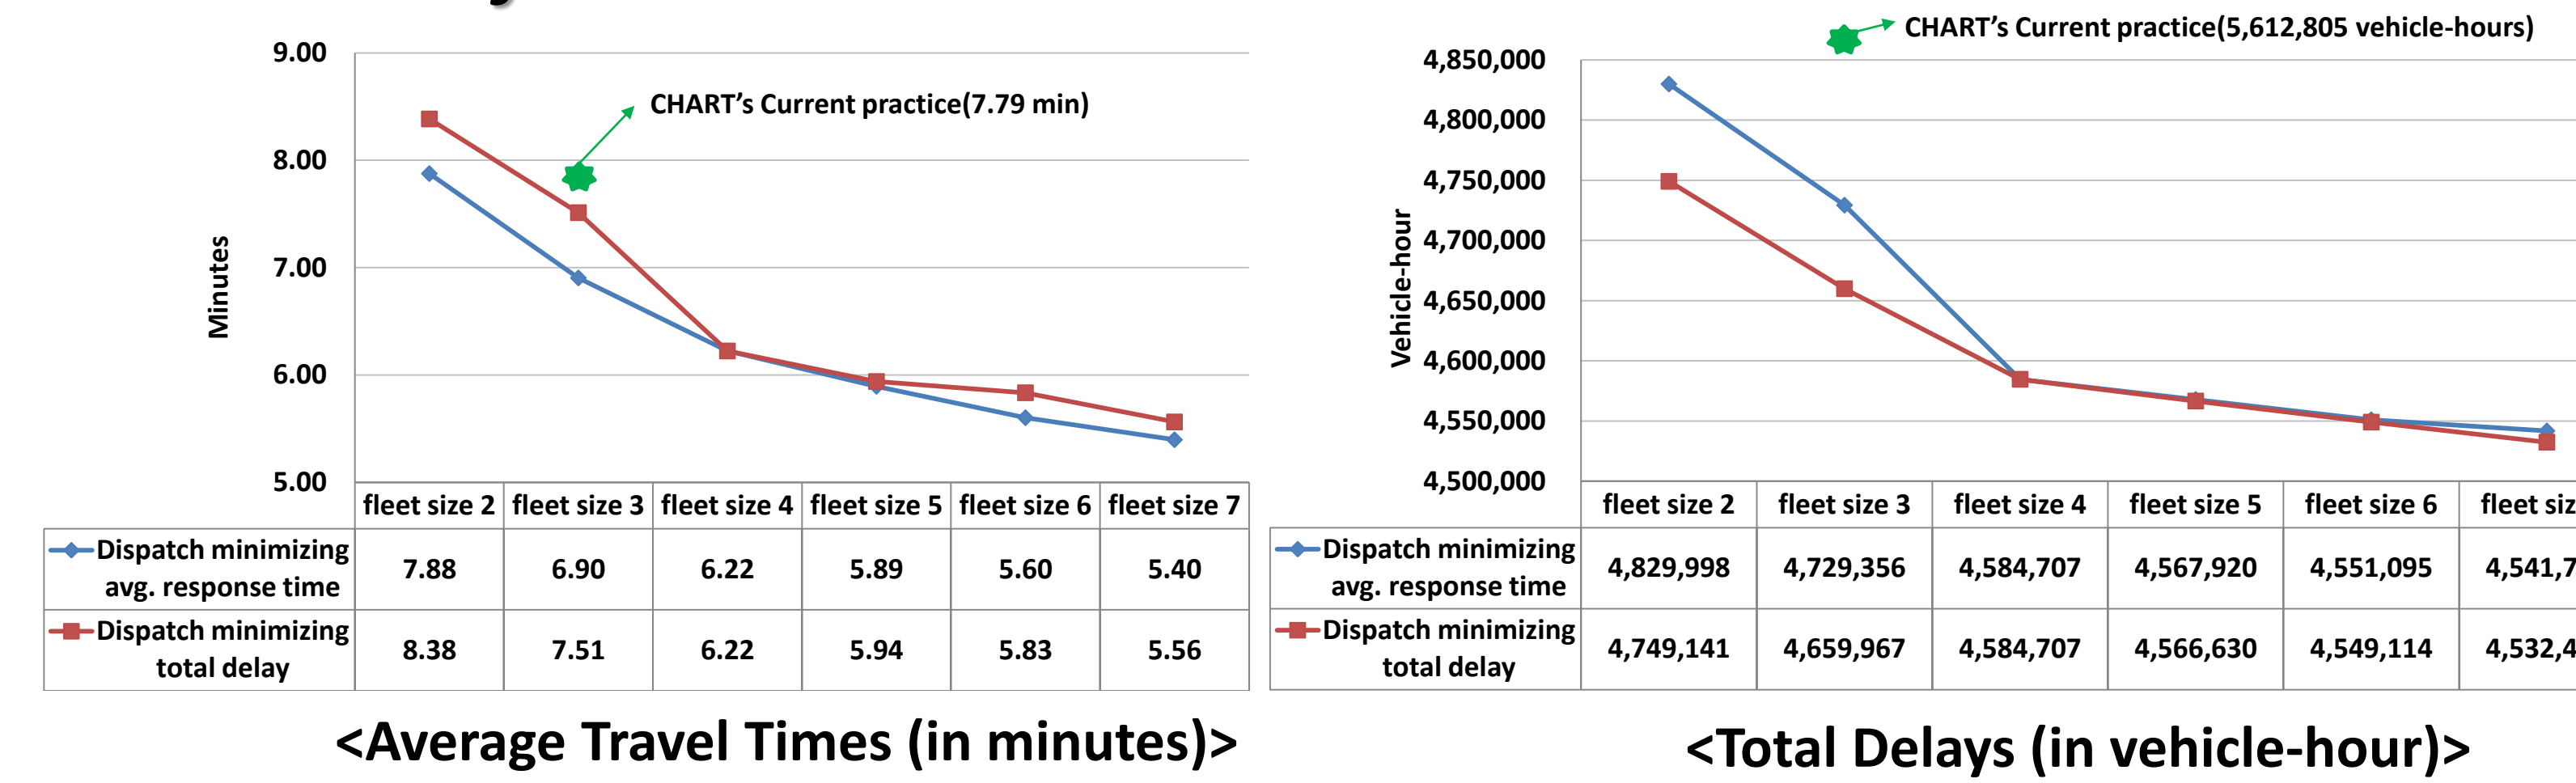 9.00
8.00
7.00
6.00
5.00
Minutes
CHART's Current practice(7.79 min)
fleet size 2 fleet size 3 fleet size 4 fleet size 5 fleet size 6 fleet size 7
Dispatch minimizing avg. response time 7.88 6.90 6.22 5.89 5.60 5.40
Dispatch minimizing total delay 8.38 7.51 6.22 5.94 5.83 5.56
<Average Travel Times (in minutes)>
CHART's Current practice(5,612,805 vehicle-hours)
4,850,000
4,800,000
4,750,000
4,700,000
4,650,000
4,600,000
4,550,000
4,500,000
Vehicle-hour
fleet size 2 fleet size 3 fleet size 4 fleet size 5 fleet size 6 fleet
Dispatch minimizing avg. response time 4,829,998 4,729,356 4,584,707 4,567,920 4,551,095
Dispatch minimizing total delay 4,749,141 4,659,967 4,584,707 4,566,630 4,549,114
<Total Delays (in vehicle-hour)>